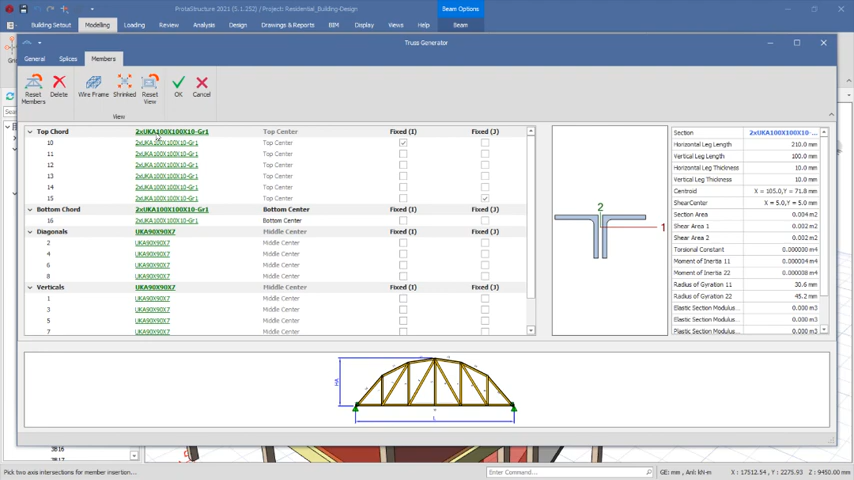 ProtaStructure 2021 (5.1.252) / Project: Residential_Building-Design
Beam Options
Building Setout Modelling Loading Review Analysis Design Drawings & Reports BIM Display Views Help Beam
Truss Generator
General Splices Members
Reset Members Delete Wire Frame Shrinked Reset View OK Cancel
View
Top Chord 2xUKA100X100X10-Gr1 Top Center Fixed (I) Fixed (J)
10 2xUKA100X100X10-Gr1 Top Center
11 2xUKA100X100X10-Gr1 Top Center
12 2xUKA100X100X10-Gr1 Top Center
13 2xUKA100X100X10-Gr1 Top Center
14 2xUKA100X100X10-Gr1 Top Center
15 2xUKA100X100X10-Gr1 Top Center
Bottom Chord 2xUKA100X100X10-Gr1 Bottom Center Fixed (I) Fixed (J)
16 2xUKA100X100X10-Gr1 Bottom Center
Diagonals UKA90X90X7 Middle Center Fixed (I) Fixed (J)
2 UKA90X90X7 Middle Center
4 UKA90X90X7 Middle Center
6 UKA90X90X7 Middle Center
8 UKA90X90X7 Middle Center
Verticals UKA90X90X7 Middle Center Fixed (I) Fixed (J)
1 UKA90X90X7 Middle Center
3 UKA90X90X7 Middle Center
5 UKA90X90X7 Middle Center
7 UKA90X90X7 Middle Center
2
1
Section 2xUKA100X100X10-...
Horizontal Leg Length 210.0 mm
Vertical Leg Length 100.0 mm
Horizontal Leg Thickness 10.0 mm
Vertical Leg Thickness 10.0 mm
Centroid X = 105.0,Y = 71.8 mm
ShearCenter X = 5.0,Y = 5.0 mm
Section Area 0.004 m2
Shear Area 1 0.002 m2
Shear Area 2 0.002 m2
Torsional Constant 0.000000 m4
Moment of Inertia 11 0.000004 m4
Moment of Inertia 22 0.000008 m4
Radius of Gyration 11 30.6 mm
Radius of Gyration 22 45.2 mm
Elastic Section Modulus... 0.000 m3
Elastic Section Modulus... 0.000 m3
Plastic Section Modulus... 0.000 m3
L
JB16
Pick two axis intersections for member insertion... Enter Command... GE: mm; Anl: kN-m X : 17512.54 , Y : 2275.93 Z : 9450.00 mm